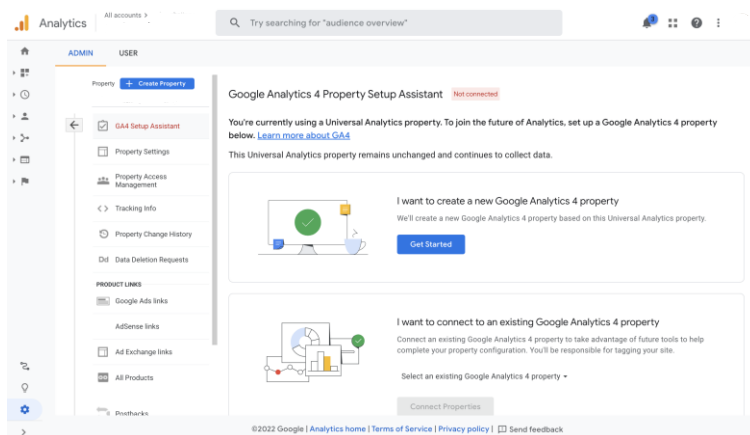 Analytics
All accounts >
Try searching for "audience overview"
ADMIN
USER
Property
+ Create Property
GA4 Setup Assistant
Property Settings
Property Access
Management
< > Tracking Info
Property Change History
Dd Data Deletion Requests
PRODUCT LINKS
Google Ads links
AdSense links
Ad Exchange links
All Products
Postbacks
Google Analytics 4 Property Setup Assistant
Not connected
You're currently using a Universal Analytics property. To join the future of Analytics, set up a Google Analytics 4 property
below. Learn more about GA4
This Universal Analytics property remains unchanged and continues to collect data.
I want to create a new Google Analytics 4 property
We'll create a new Google Analytics 4 property based on this Universal Analytics property.
Get Started
I want to connect to an existing Google Analytics 4 property
Connect an existing Google Analytics 4 property to take advantage of future tools to help
complete your property configuration. You'll be responsible for tagging your site.
Select an existing Google Analytics 4 property
Connect Properties
©2022 Google | Analytics home | Terms of Service | Privacy policy | Send feedback